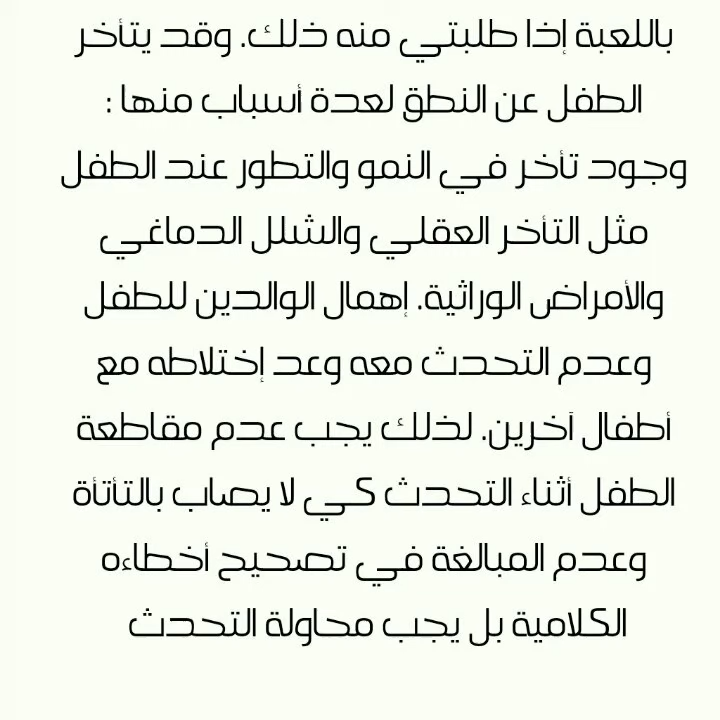 باللعبة إذا طلبتي منه ذلك. وقد يتأخر
الطفل عن النطق لعدة أسباب منها :
وجود تأخر في النمو والتطور عند الطفل
مثل التأخر العقلي والشلل الدماغي
والأمراض الوراثية. إهمال الوالدين للطفل
وعدم التحدث معه وعد إختلاطه مع
أطفال آخرين. لذلك يجب عدم مقاطعة
الطفل أثناء التحدث كي لا يصاب بالتأتأة
وعدم المبالغة في تصحيح أخطاءه
الكلامية بل يجب محاولة التحدث